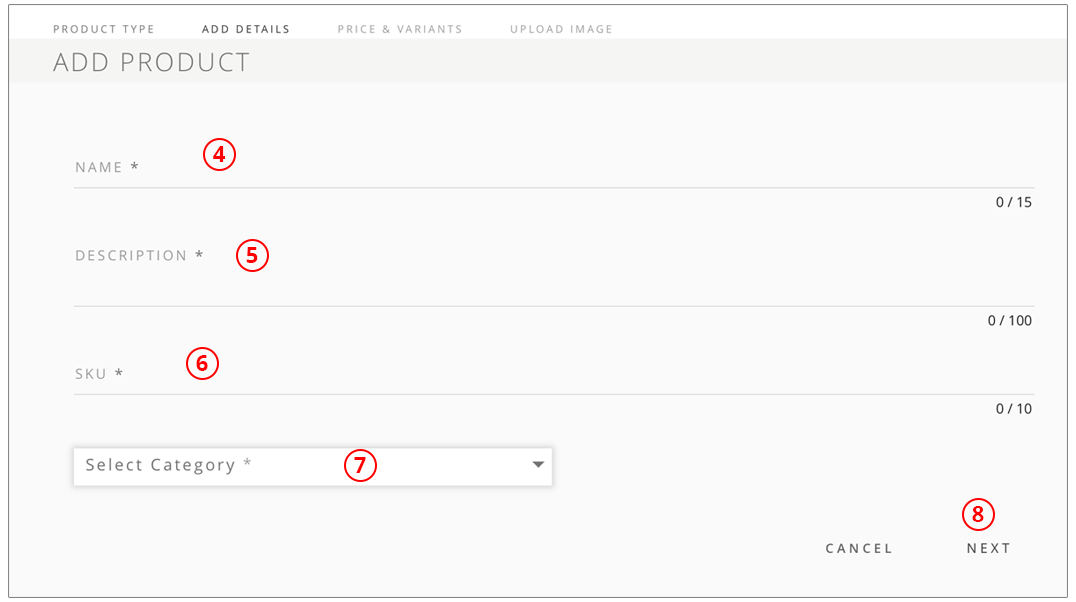 PRODUCT TYPE ADD DETAILS PRICE & VARIANTS UPLOAD IMAGE
ADD PRODUCT
4
NAME *
0 / 15
DESCRIPTION * 5
0 / 100
6
SKU *
0 / 10
Select Category * 7
8
CANCEL NEXT